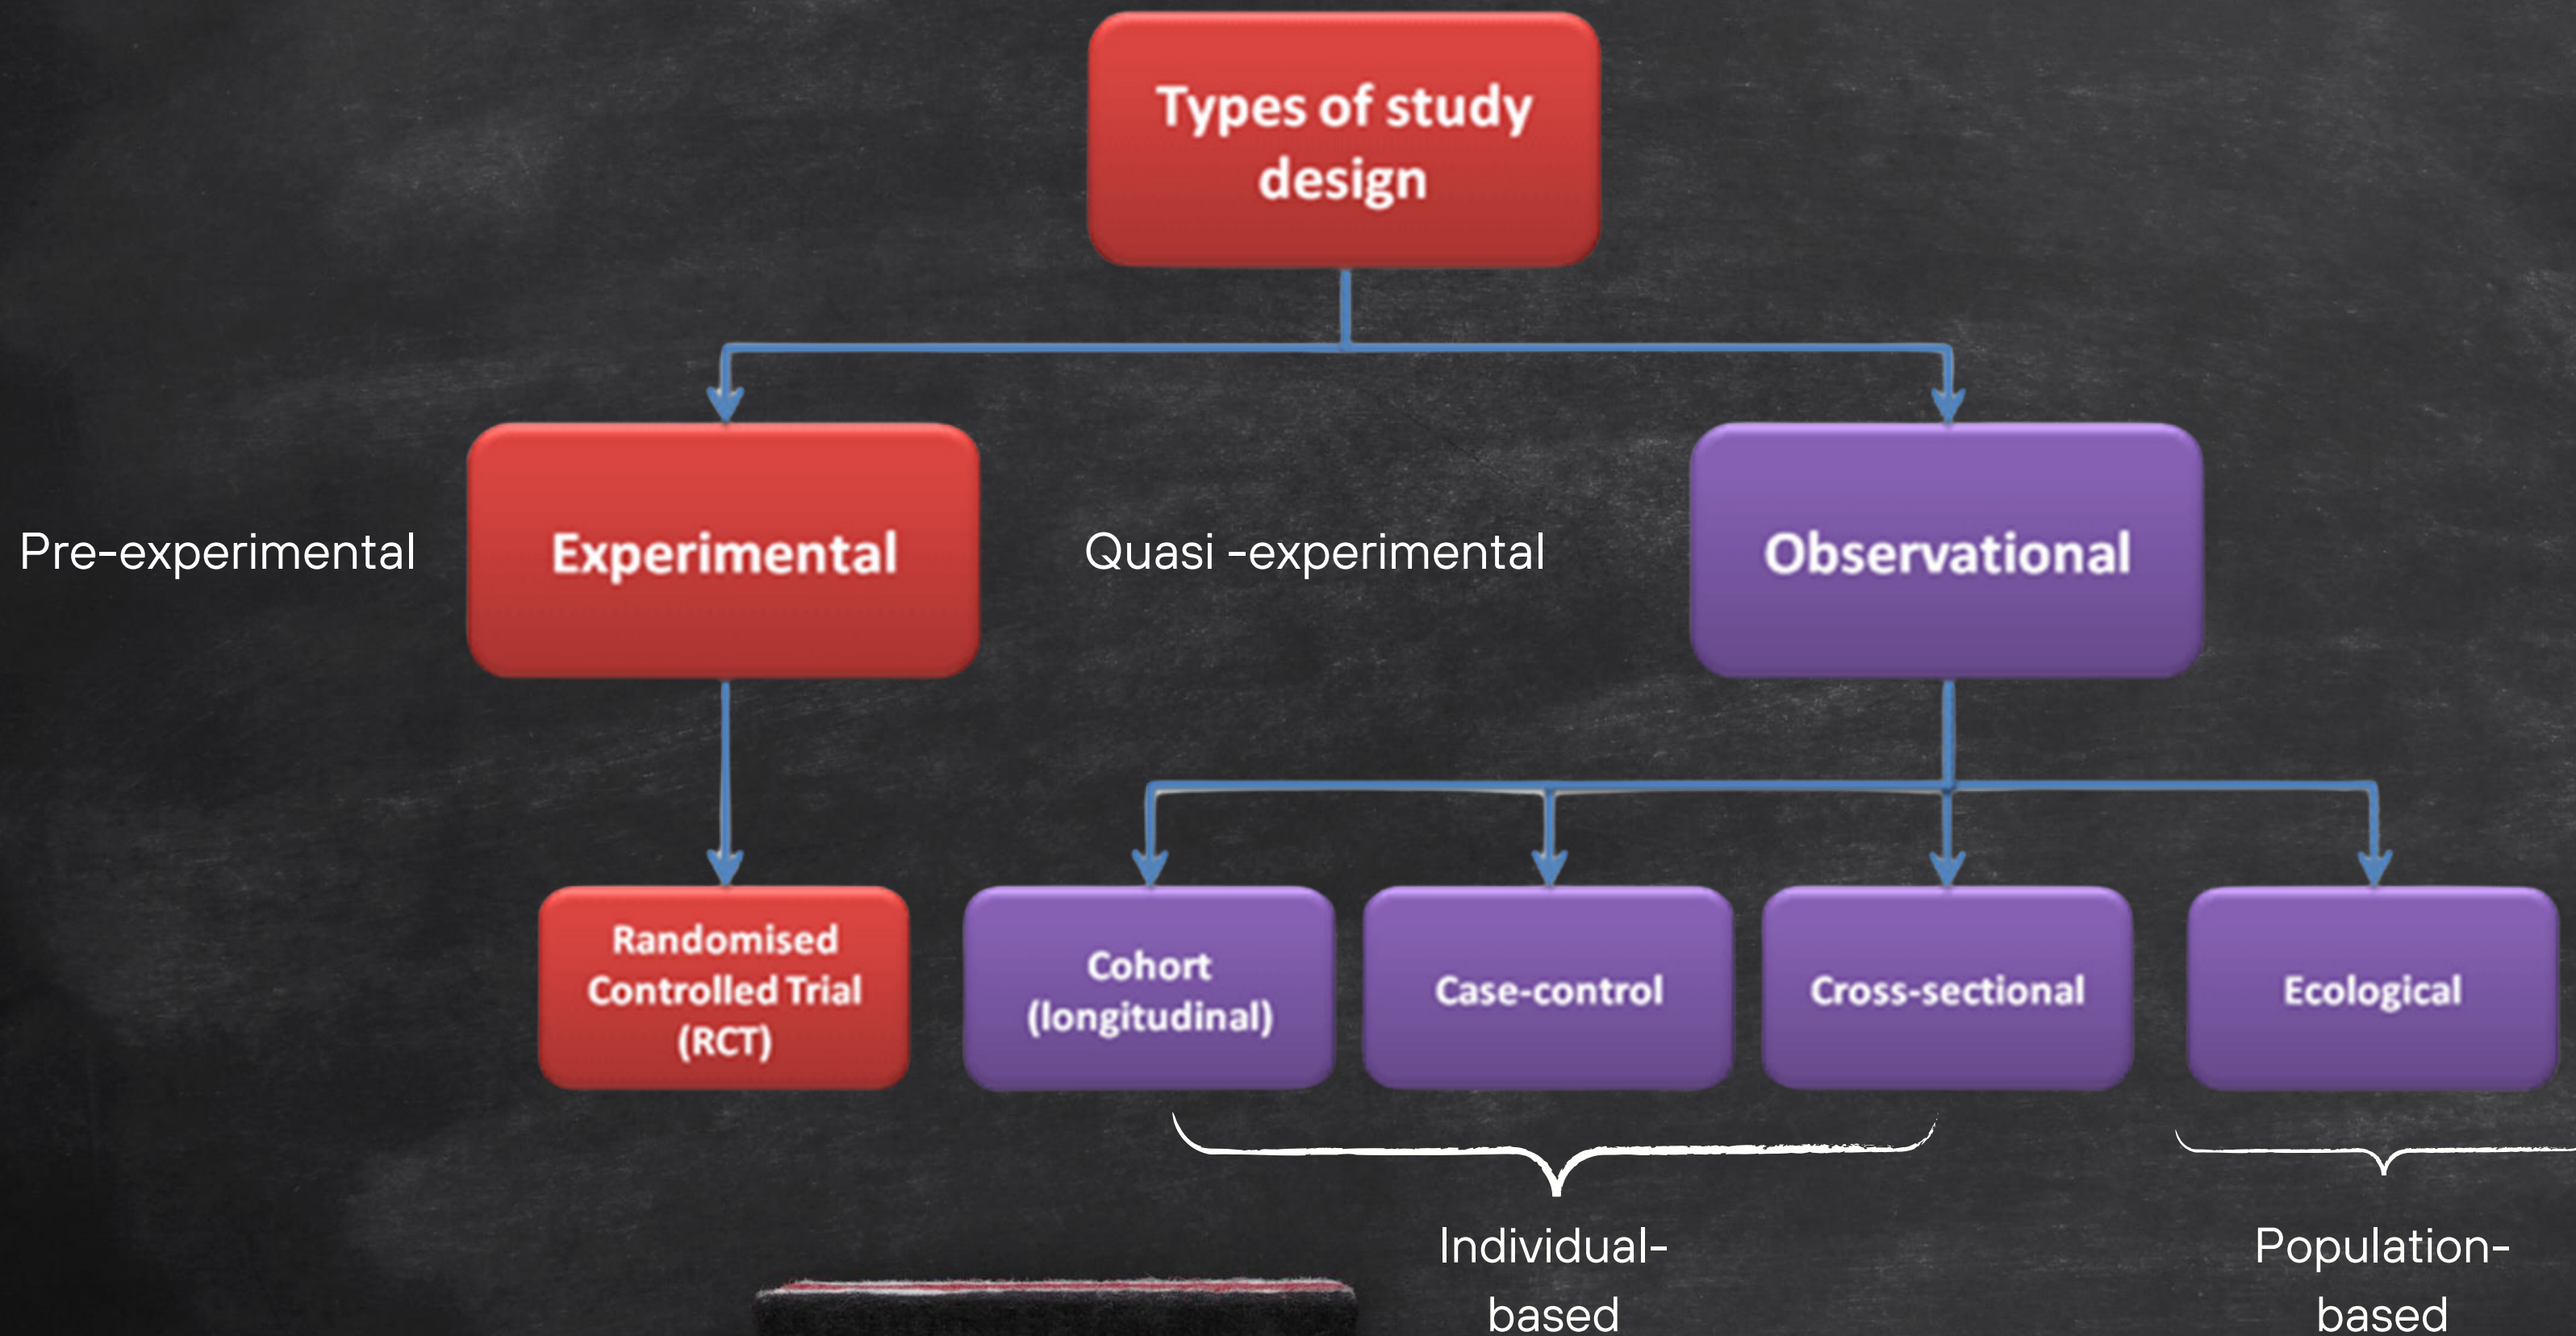 Types of study
design
Pre-experimental
Experimental
Quasi -experimental
Observational
Randomised
Controlled Trial
(RCT)
Cohort
(longitudinal)
Case-control
Cross-sectional
Ecological
Individual-
based
Population-
based